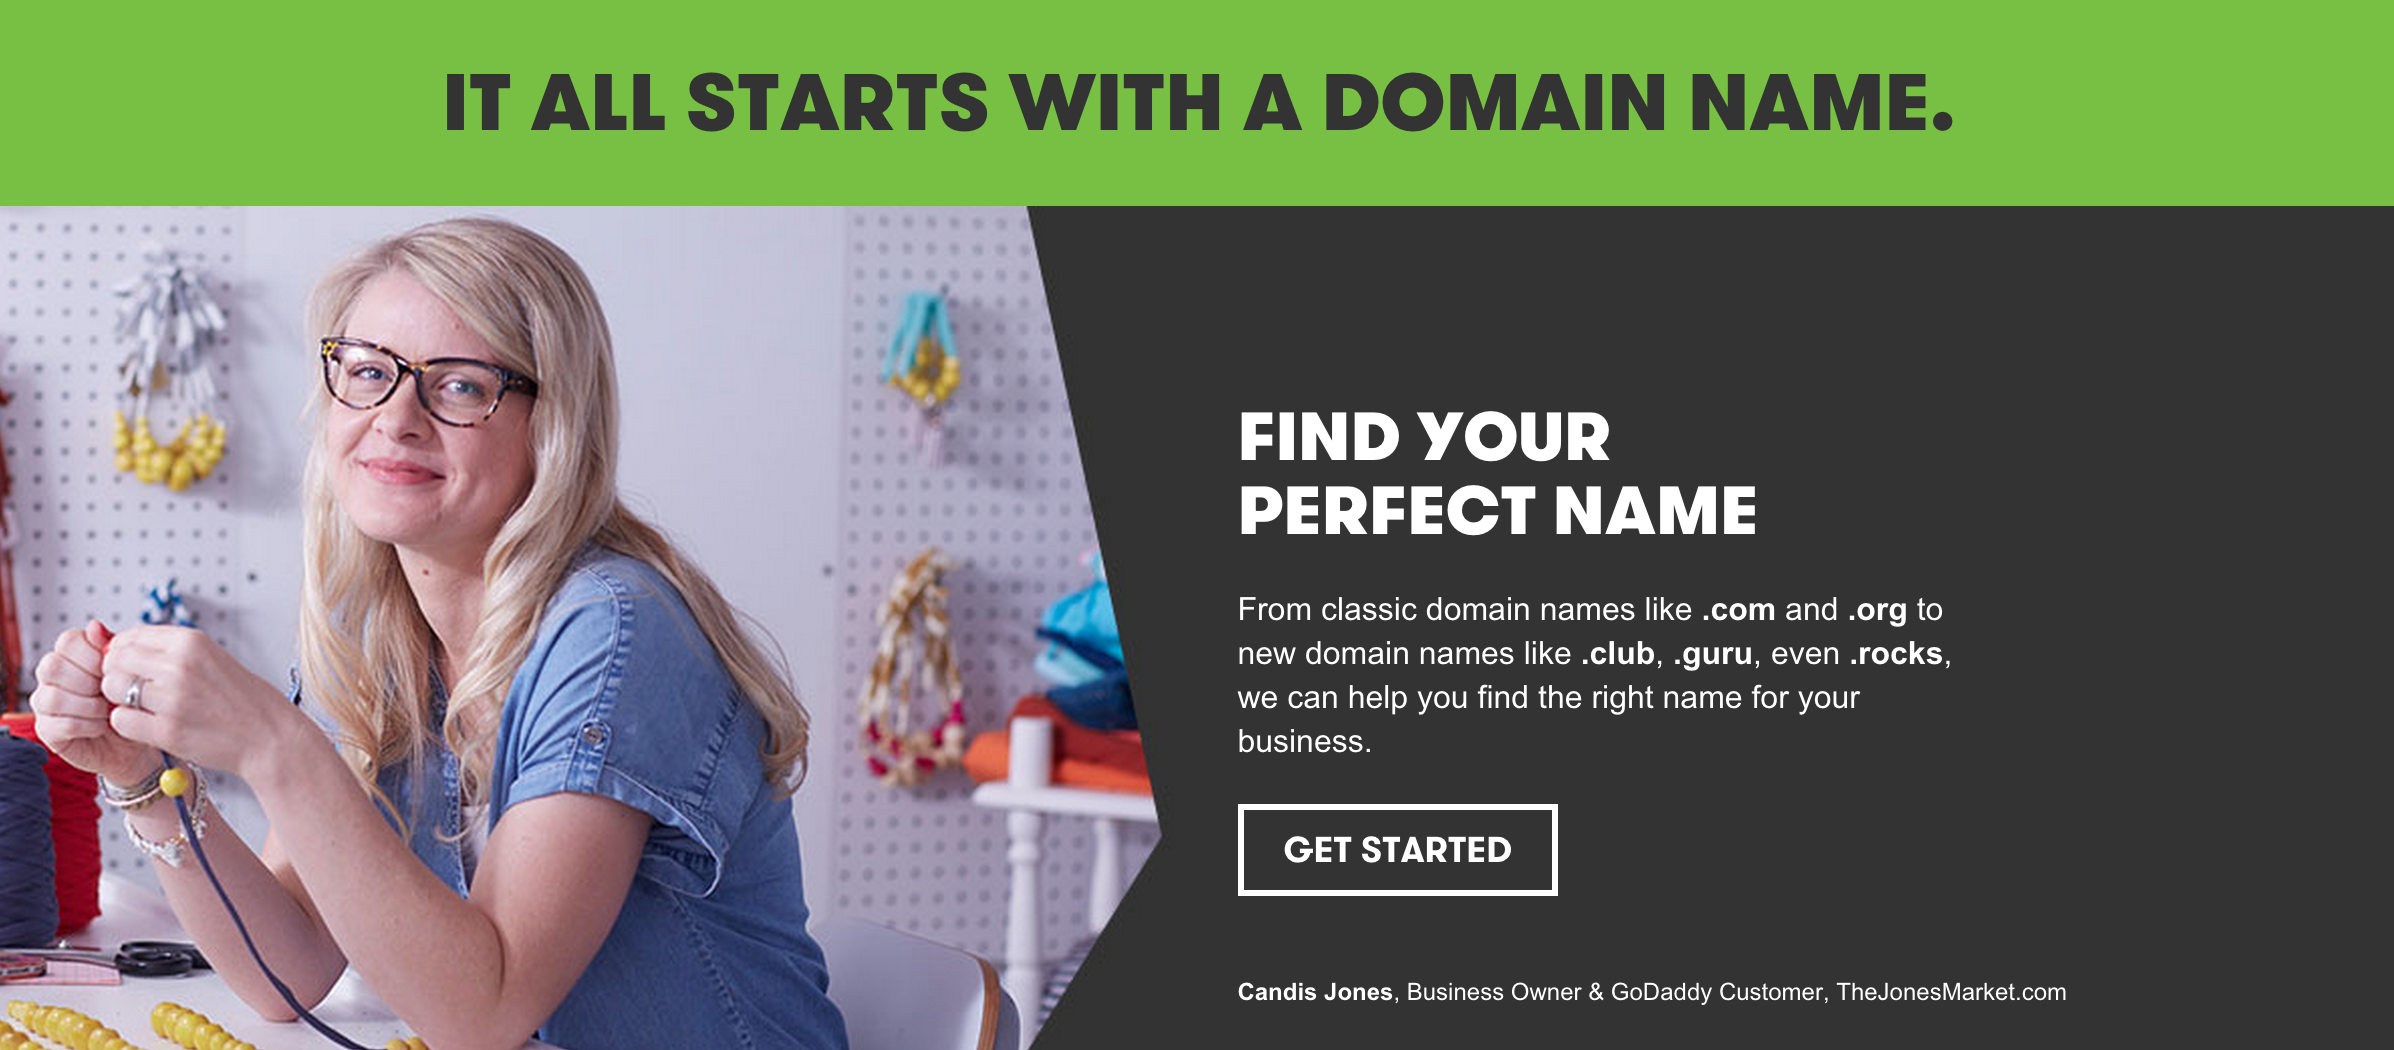 IT ALL STARTS WITH A DOMAIN NAME.
FIND YOUR
PERFECT NAME
From classic domain names like .com and .org to
new domain names like .club, .guru, even .rocks,
we can help you find the right name for your
business.
GET STARTED
Candis Jones, Business Owner & GoDaddy Customer, TheJonesMarket.com